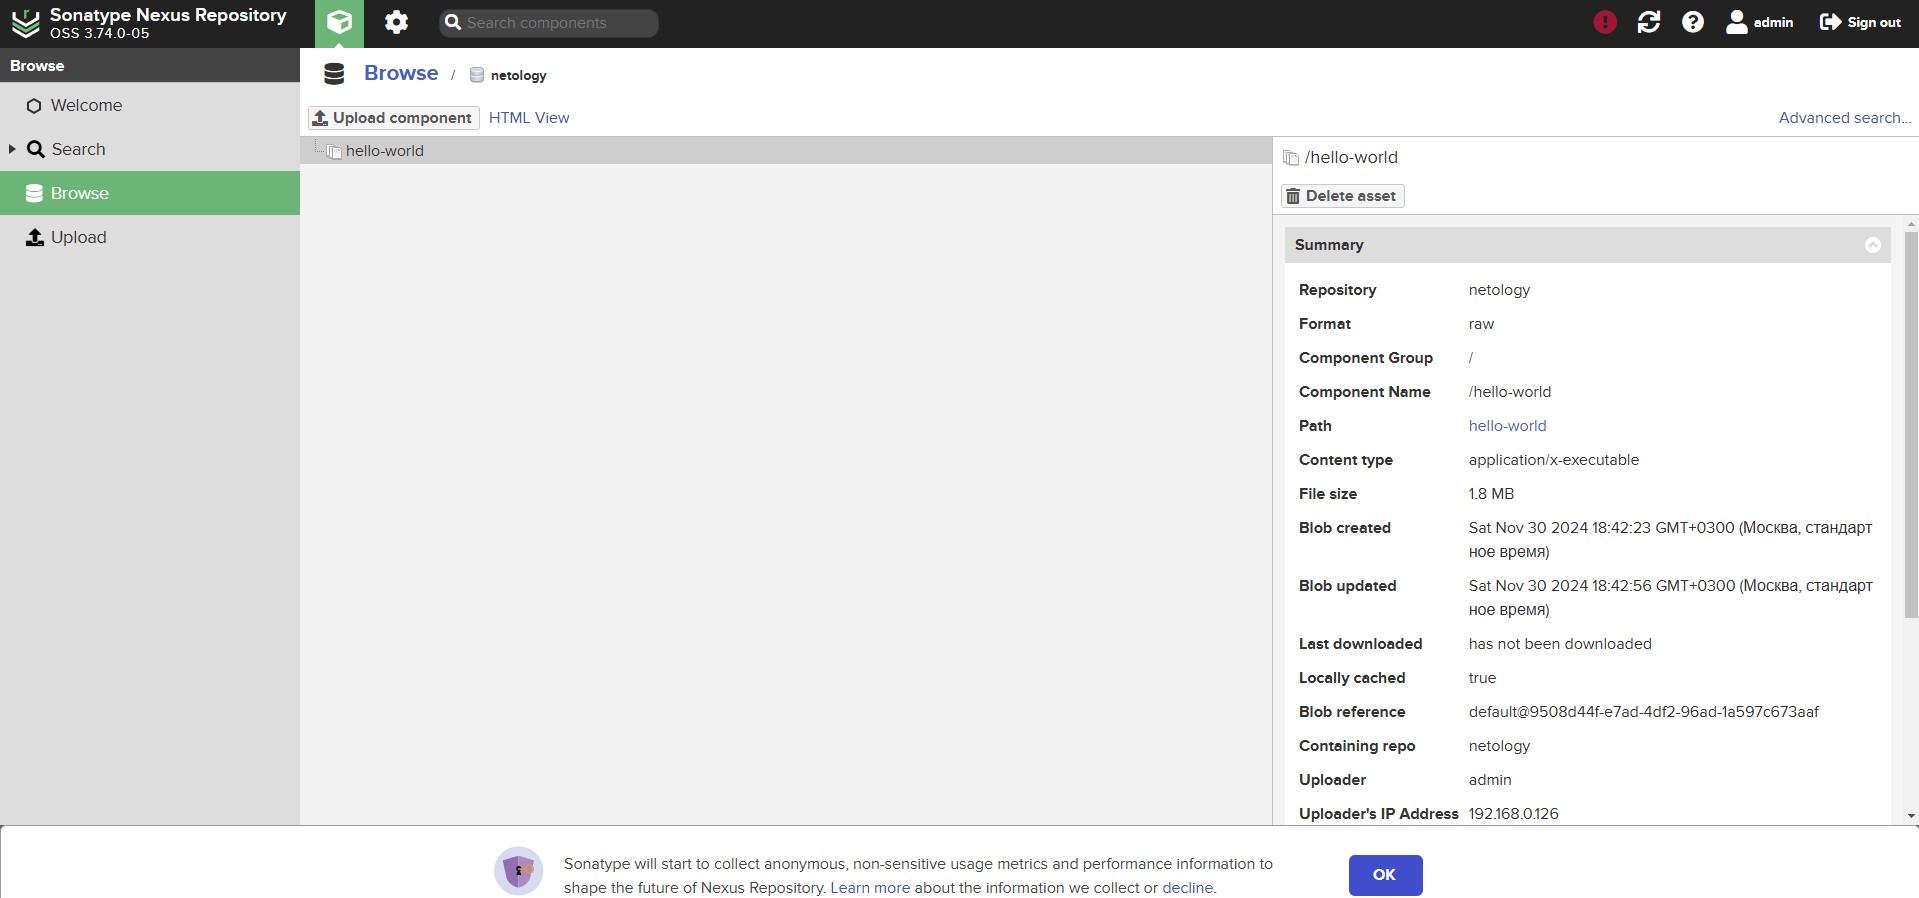 Sonatype Nexus Repository
OSS 3.74.0-05
Search components
admin
Sign out
Browse
Welcome
Search
Browse
Upload
Browse / netology
Upload component
HTML View
Advanced search...
hello-world
/hello-world
Delete asset
Summary
Repository netology
Format raw
Component Group /
Component Name /hello-world
Path hello-world
Content type application/x-executable
File size 1.8 MB
Blob created Sat Nov 30 2024 18:42:23 GMT+0300 (Москва, стандарт
ное время)
Blob updated Sat Nov 30 2024 18:42:56 GMT+0300 (Москва, стандарт
ное время)
Last downloaded has not been downloaded
Locally cached true
Blob reference default@9508d44f-e7ad-4df2-96ad-1a597c673aaf
Containing repo netology
Uploader admin
Uploader's IP Address 192.168.0.126
Sonatype will start to collect anonymous, non-sensitive usage metrics and performance information to
shape the future of Nexus Repository. Learn more about the information we collect or decline.
OK